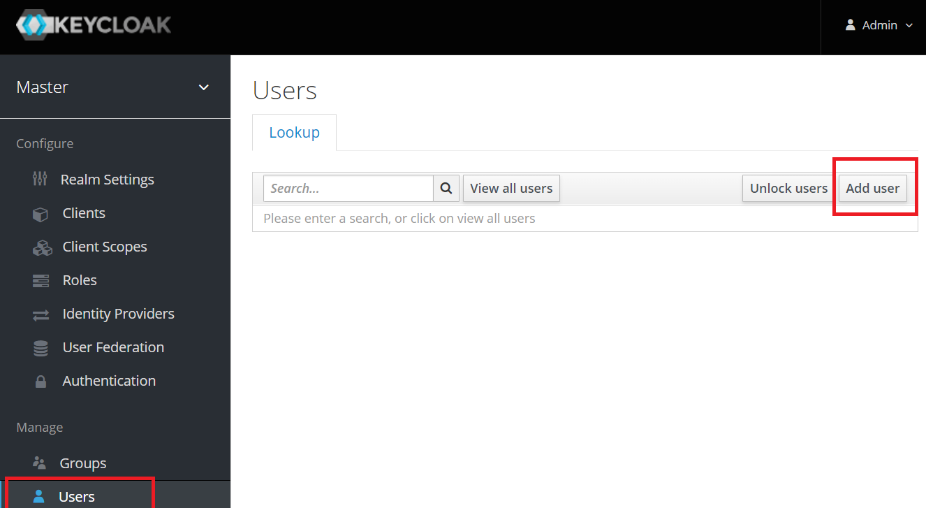 KEYCLOAK
Admin
Master
Configure
Realm Settings
Clients
Client Scopes
Roles
Identity Providers
User Federation
Authentication
Manage
Groups
Users
Users
Lookup
Search... View all users Unlock users Add user
Please enter a search, or click on view all users